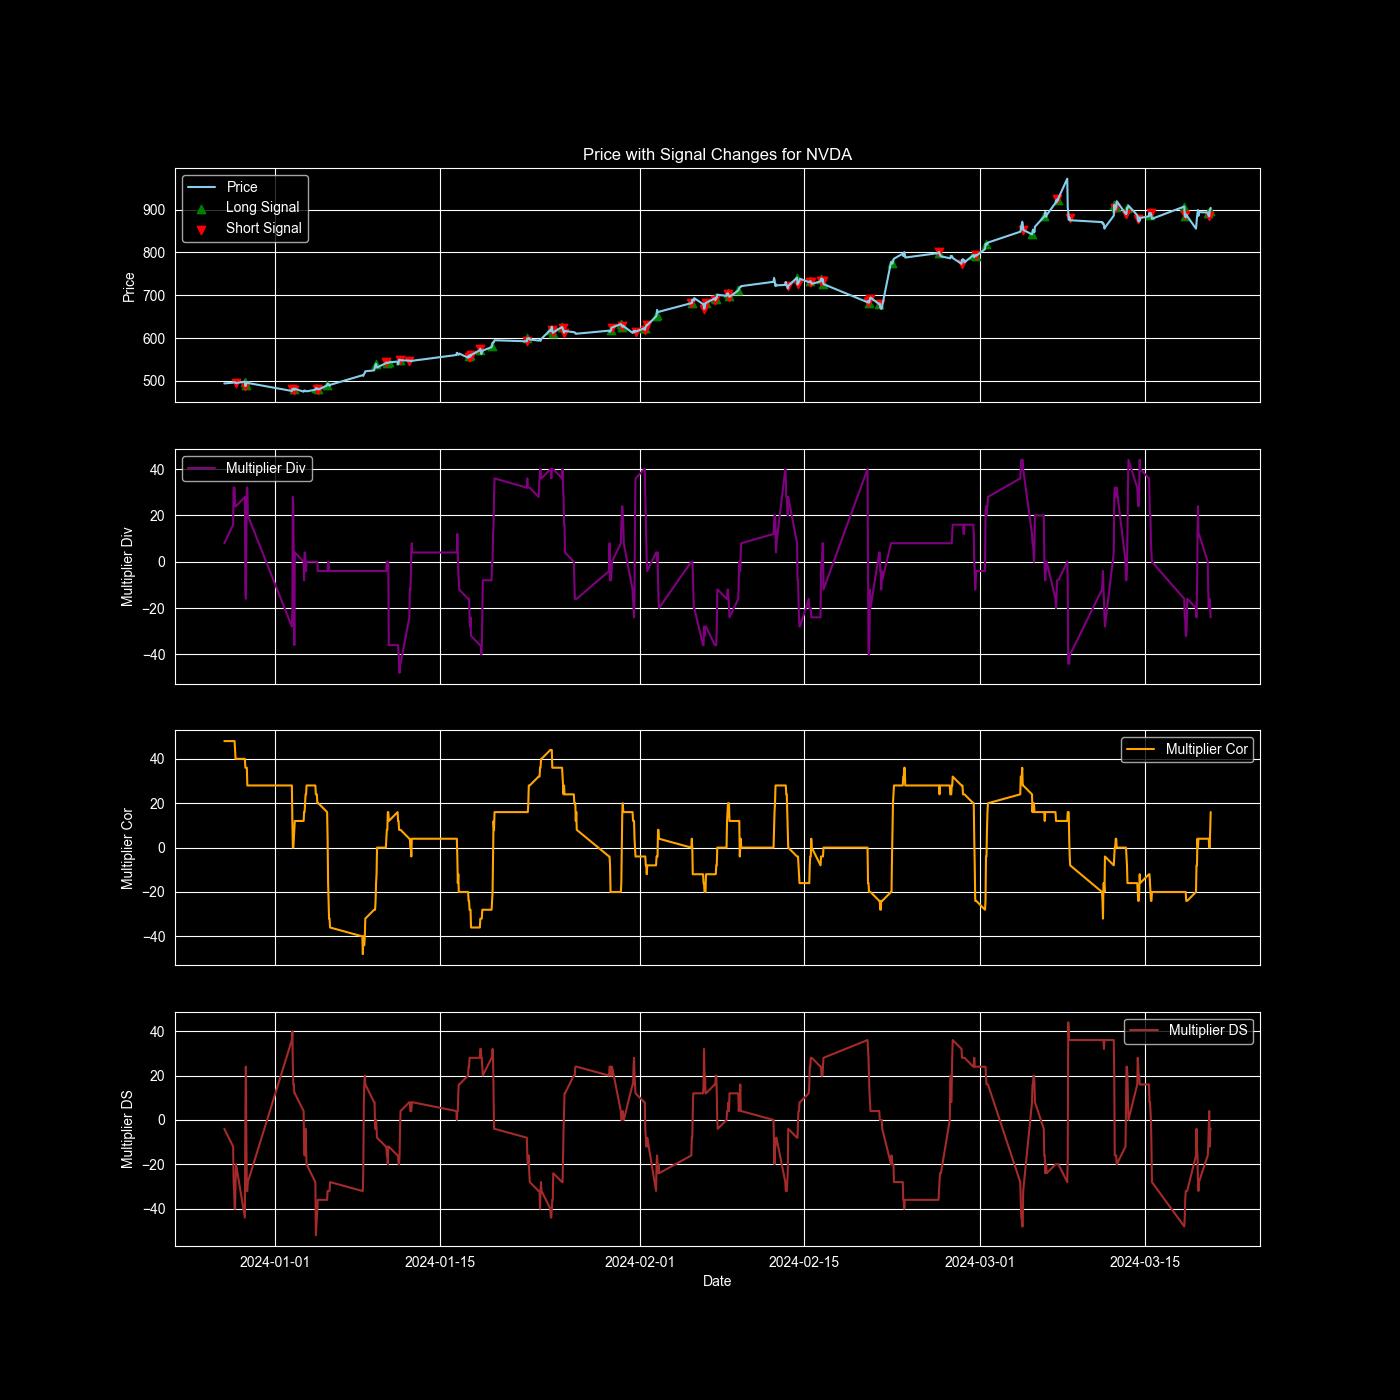 Price with Signal Changes for NVDA
Price
Long Signal
Short Signal
900
800
700
600
500
Price
Multiplier Div
40
20
0
−20
−40
Multiplier Div
Multiplier Cor
40
20
0
−20
−40
Multiplier Cor
Multiplier DS
40
20
0
−20
−40
Multiplier DS
2024-01-01 2024-01-15 2024-02-01 2024-02-15 2024-03-01 2024-03-15
Date